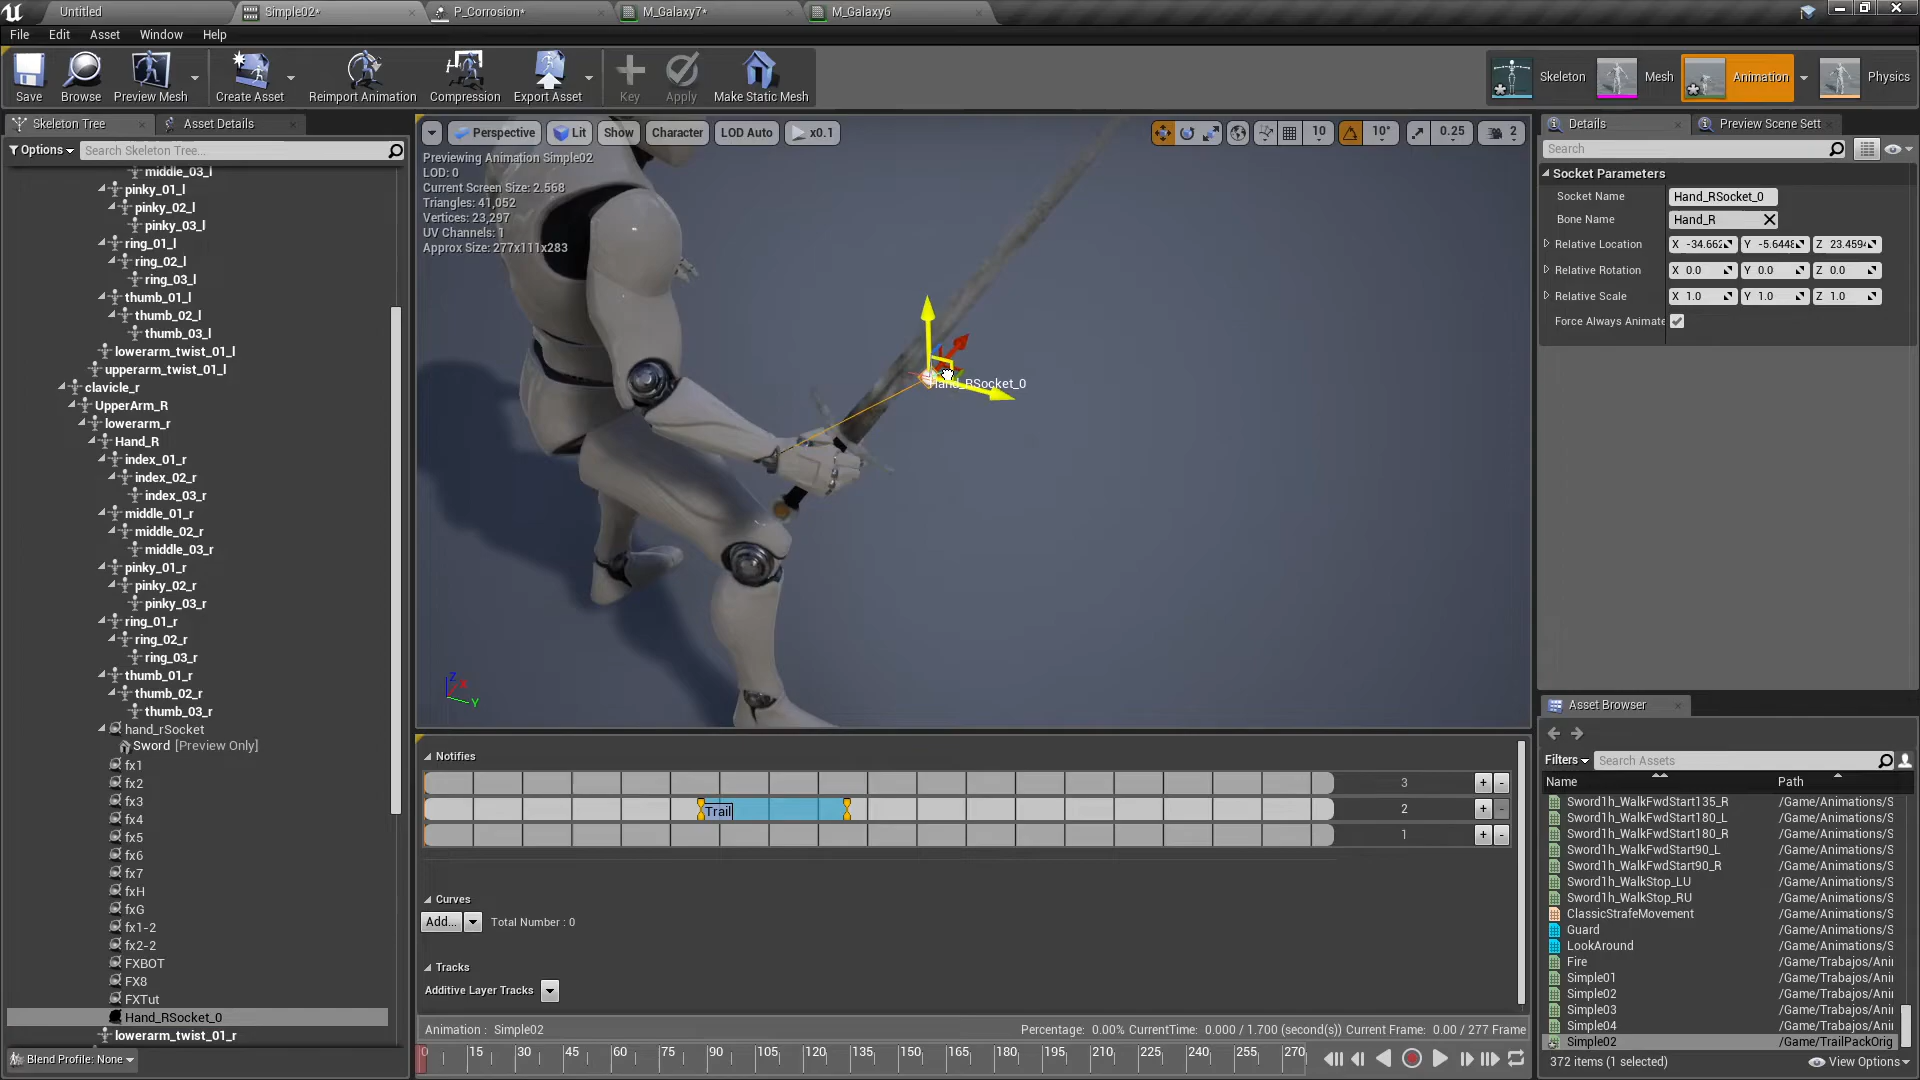 Untitled
Simple02*
P_Corrosion*
M_Galaxy7*
M_Galaxy6
File
Edit
Asset
Window
Help
Save
Browse
Preview Mesh
Create Asset
Reimport Animation
Compression
Export Asset
Key
Apply
Make Static Mesh
Skeleton
Mesh
Animation
Physics
Skeleton Tree
Asset Details
Options
Search Skeleton Tree...
middle_03_l
pinky_01_l
pinky_02_l
pinky_03_l
ring_01_l
ring_02_l
ring_03_l
thumb_01_l
thumb_02_l
thumb_03_l
lowerarm_twist_01_l
upperarm_twist_01_l
clavicle_r
UpperArm_R
lowerarm_r
Hand_R
index_01_r
index_02_r
index_03_r
middle_01_r
middle_02_r
middle_03_r
pinky_01_r
pinky_02_r
pinky_03_r
ring_01_r
ring_02_r
ring_03_r
thumb_01_r
thumb_02_r
thumb_03_r
hand_rSocket
Sword [Preview Only]
fx1
fx2
fx3
fx4
fx5
fx6
fx7
fxH
fxG
fx1-2
fx2-2
FXBOT
FX8
FXTut
Hand_RSocket_0
lowerarm_twist_01_r
Blend Profile: None
Perspective
Lit
Show
Character
LOD Auto
x0.1
10
10°
0.25
2
Previewing Animation Simple02
LOD: 0
Current Screen Size: 2.568
Triangles: 41,052
Vertices: 23,297
UV Channels: 1
Approx Size: 277x111x283
Hand_RSocket_0
Z
X
Y
Notifies
3
+ -
Trail
2
+ -
1
+ -
Curves
Add...
Total Number : 0
Tracks
Additive Layer Tracks
Animation : Simple02
Percentage: 0.00% CurrentTime: 0.000 / 1.700 (second(s)) Current Frame: 0.00 / 277 Frame
0 15 30 45 60 75 90 105 120 135 150 165 180 195 210 225 240 255 270
Details
Preview Scene Sett
Search
Socket Parameters
Socket Name
Hand_RSocket_0
Bone Name
Hand_R
Relative Location
X -34.662
Y -5.6448
Z 23.4594
Relative Rotation
X 0.0
Y 0.0
Z 0.0
Relative Scale
X 1.0
Y 1.0
Z 1.0
Force Always Animate
Asset Browser
Filters
Search Assets
Name
Path
Sword1h_WalkFwdStart135_R /Game/Animations/S
Sword1h_WalkFwdStart180_L /Game/Animations/S
Sword1h_WalkFwdStart180_R /Game/Animations/S
Sword1h_WalkFwdStart90_L /Game/Animations/S
Sword1h_WalkFwdStart90_R /Game/Animations/S
Sword1h_WalkStop_LU /Game/Animations/S
Sword1h_WalkStop_RU /Game/Animations/S
ClassicStrafeMovement /Game/Animations/S
Guard /Game/Animations/S
LookAround /Game/Animations/S
Fire /Game/Trabajos/Ani
Simple01 /Game/Trabajos/Ani
Simple02 /Game/Trabajos/Ani
Simple03 /Game/Trabajos/Ani
Simple04 /Game/Trabajos/Ani
Simple02 /Game/TrailPackOrig
372 items (1 selected)
View Options